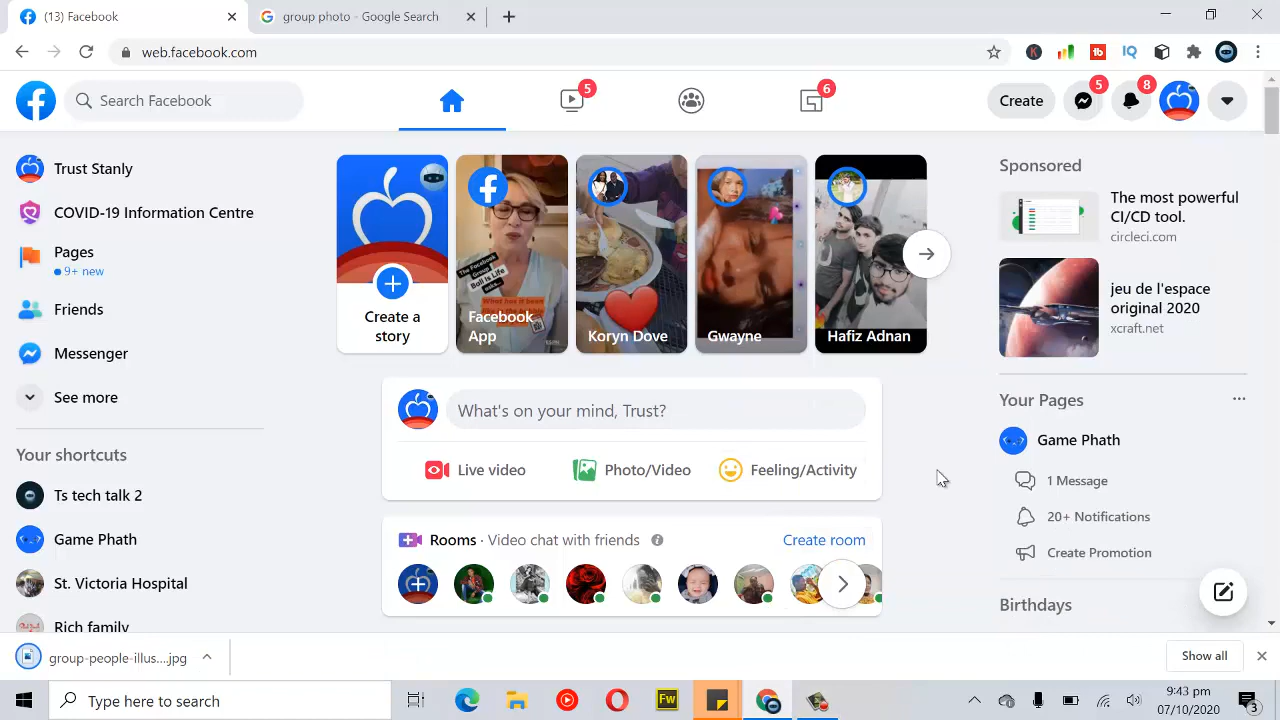 (13) Facebook
group photo - Google Search
web.facebook.com
Search Facebook
5
6
Create
5
8
Trust Stanly
COVID-19 Information Centre
Pages
9+ new
Friends
Messenger
See more
Your shortcuts
Ts tech talk 2
Game Phath
St. Victoria Hospital
Rich family
Create a
story
Facebook
App
Koryn Dove
Gwayne
Hafiz Adnan
What's on your mind, Trust?
Live video
Photo/Video
Feeling/Activity
Rooms · Video chat with friends
Create room
Sponsored
The most powerful
CI/CD tool.
circleci.com
jeu de l'espace
original 2020
xcraft.net
Your Pages
Game Phath
1 Message
20+ Notifications
Create Promotion
Birthdays
group-people-illus....jpg
Show all
Type here to search
Fw
9:43 pm
07/10/2020
3